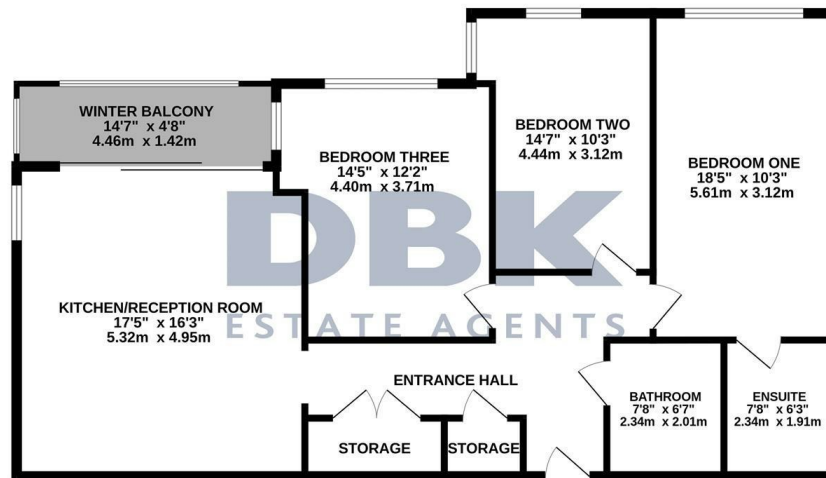 WINTER BALCONY
14'7" x 4'8"
4.46m x 1.42m
BEDROOM THREE
14'5" x 12'2"
4.40m x 3.71m
BEDROOM TWO
14'7" x 10'3"
4.44m x 3.12m
BEDROOM ONE
18'5" x 10'3"
5.61m x 3.12m
DBK
ESTATE AGENTS
KITCHEN/RECEPTION ROOM
17'5" x 16'3"
5.32m x 4.95m
ENTRANCE HALL
BATHROOM
7'8" x 6'7"
2.34m x 2.01m
ENSUITE
7'8" x 6'3"
2.34m x 1.91m
STORAGE
STORAGE